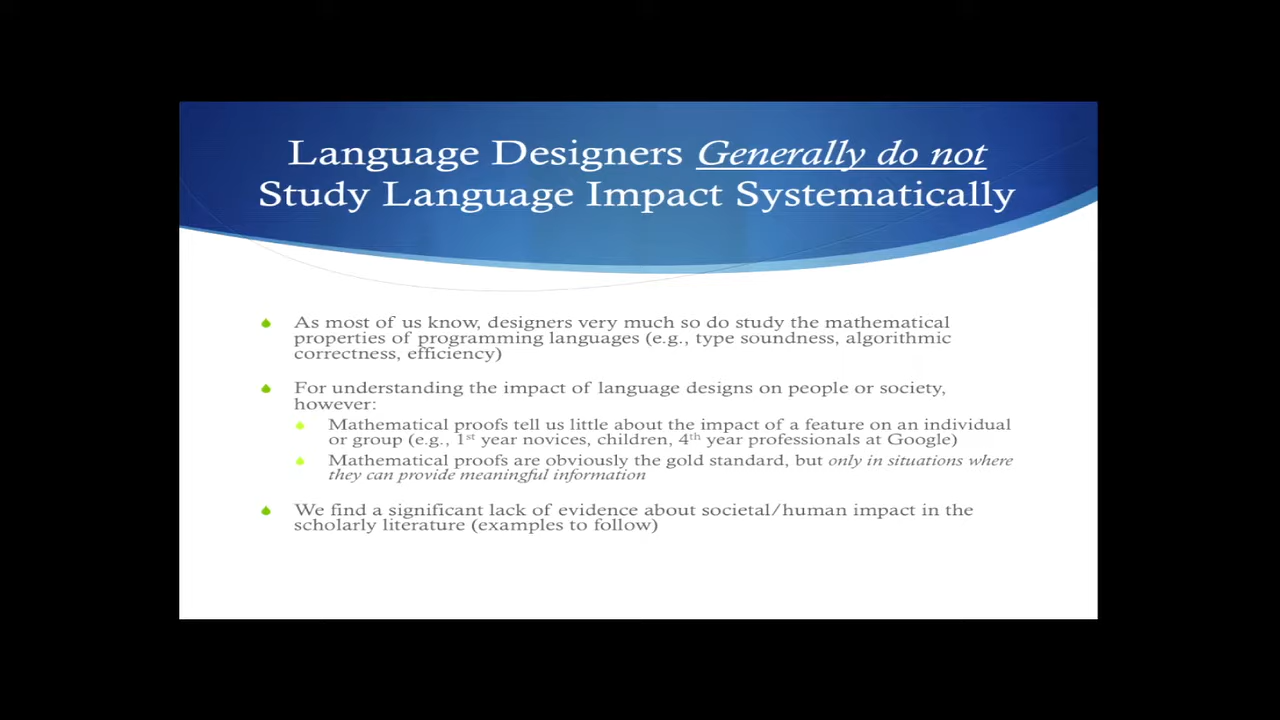 Language Designers Generally do not
Study Language Impact Systematically
As most of us know, designers very much so do study the mathematical
properties of programming languages (e.g., type soundness, algorithmic
correctness, efficiency)
For understanding the impact of language designs on people or society,
however:
Mathematical proofs tell us little about the impact of a feature on an individual
or group (e.g., 1st year novices, children, 4th year professionals at Google)
Mathematical proofs are obviously the gold standard, but only in situations where
they can provide meaningful information
We find a significant lack of evidence about societal/human impact in the
scholarly literature (examples to follow)